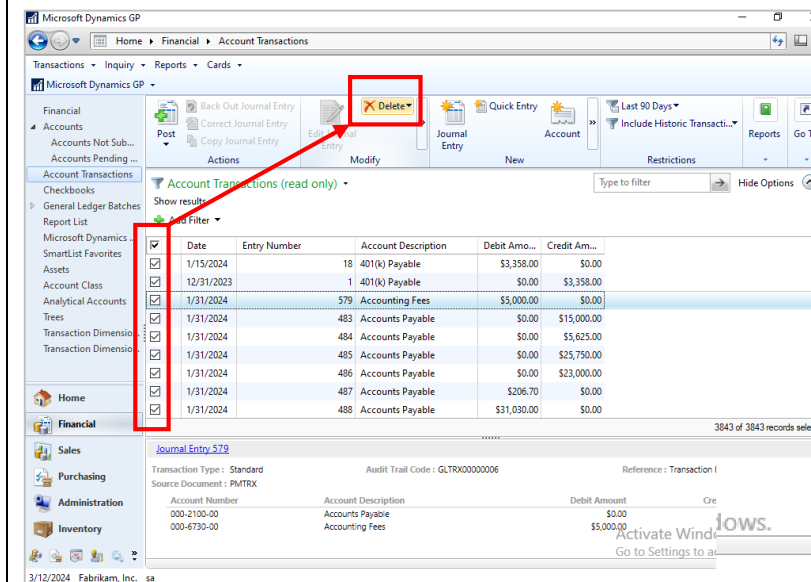 Microsoft Dynamics GP
Home Financial Account Transactions
Transactions Inquiry Reports Cards
Microsoft Dynamics GP
Financial
Accounts
Accounts Not Sub...
Accounts Pending ...
Account Transactions
Checkbooks
General Ledger Batches
Report List
Microsoft Dynamics ...
SmartList Favorites
Assets
Account Class
Analytical Accounts
Trees
Transaction Dimensio...
Transaction Dimensio...
Home
Financial
Sales
Purchasing
Administration
Inventory
Post
Back Out Journal Entry
Correct Journal Entry
Copy Journal Entry
Actions
Edit Journal
Entry
Delete
Modify
Journal
Entry
Quick Entry
Account
New
Last 90 Days
Include Historic Transacti...
Restrictions
Reports
Go T
Account Transactions (read only)
Type to filter
Hide Options
Show results
Add Filter
Date Entry Number Account Description Debit Amo... Credit Am...
1/15/2024 18 401(k) Payable $3,358.00 $0.00
12/31/2023 1 401(k) Payable $0.00 $3,358.00
1/31/2024 579 Accounting Fees $5,000.00 $0.00
1/31/2024 483 Accounts Payable $0.00 $15,000.00
1/31/2024 484 Accounts Payable $0.00 $5,625.00
1/31/2024 485 Accounts Payable $0.00 $25,750.00
1/31/2024 486 Accounts Payable $0.00 $23,000.00
1/31/2024 487 Accounts Payable $206.70 $0.00
1/31/2024 488 Accounts Payable $31,030.00 $0.00
3843 of 3843 records sele
Journal Entry 579
Transaction Type : Standard Audit Trail Code : GLTRX00000006 Reference : Transaction
Source Document : PMTRX
Account Number Account Description Debit Amount Cre
000-2100-00 Accounts Payable $0.00
000-6730-00 Accounting Fees $5,000.00
Activate Windows.
Go to Settings to a
3/12/2024 Fabrikam, Inc. sa